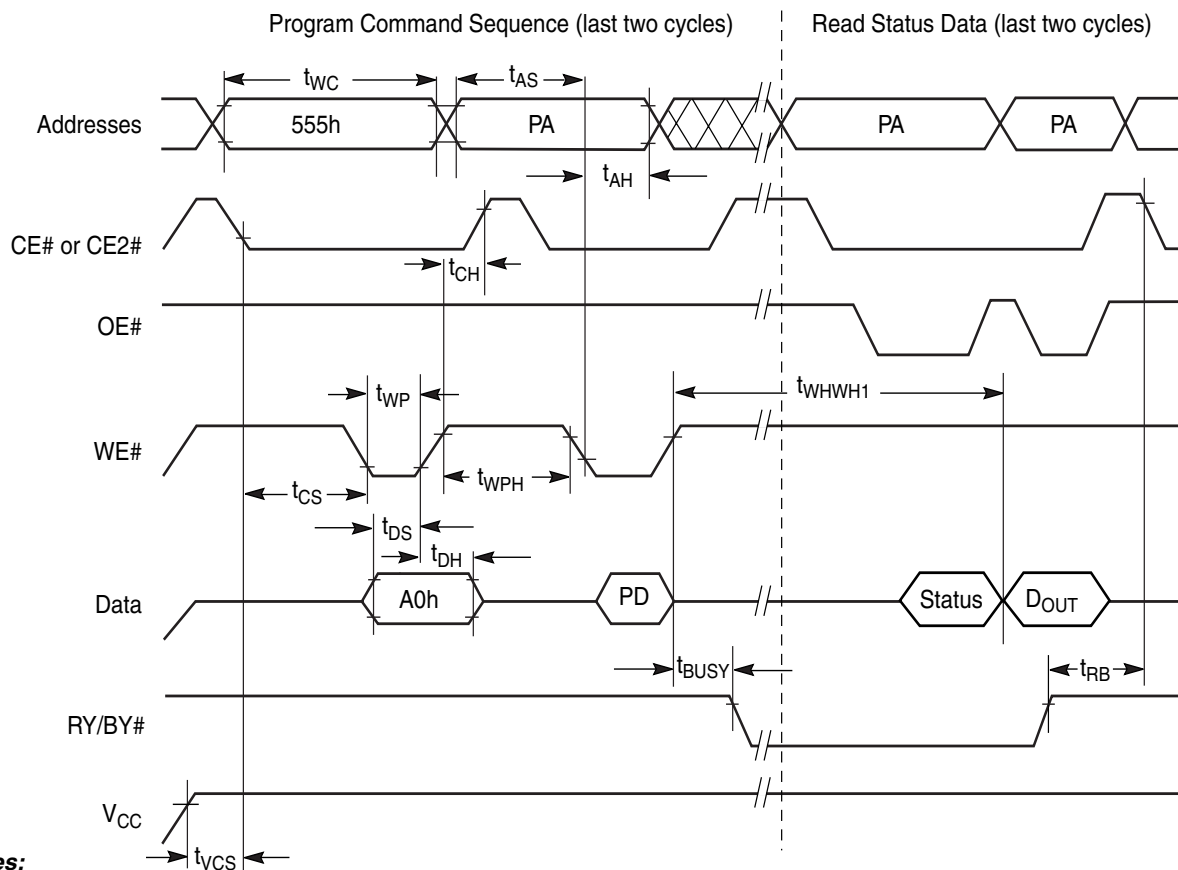 Program Command Sequence (last two cycles)
Read Status Data (last two cycles)
tWC
tAS
Addresses
555h
PA
PA
PA
tAH
CE# or CE2#
tCH
OE#
tWP
tWHWH1
WE#
tCS
tWPH
tDS
tDH
Data
A0h
PD
Status
DOUT
tBUSY
tRB
RY/BY#
VCC
tVCS
es: